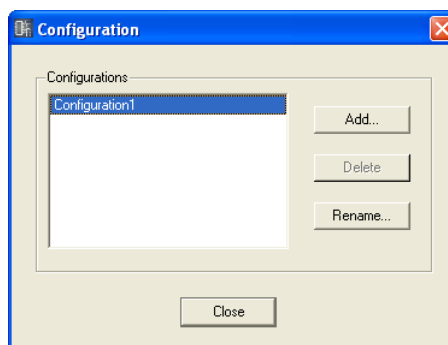 Configuration
Configurations
Configuration1
Add...
Delete
Rename...
Close